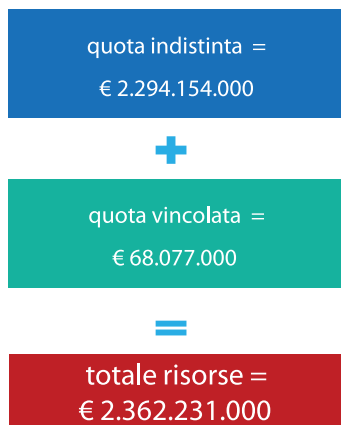 quota indistinta =
€ 2.294.154.000
+
quota vincolata =
€ 68.077.000
=
totale risorse =
€ 2.362.231.000